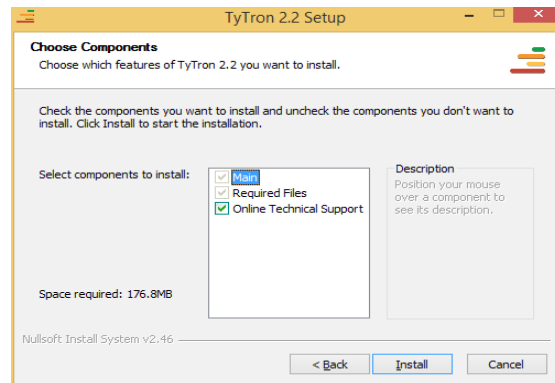 TyTron 2.2 Setup
Choose Components
Choose which features of TyTron 2.2 you want to install.
Check the components you want to install and uncheck the components you don't want to
install. Click Install to start the installation.
Select components to install:
Main
Required Files
Online Technical Support
Description
Position your mouse
over a component to
see its description.
Space required: 176.8MB
Nullsoft Install System v2.46
< Back
Install
Cancel